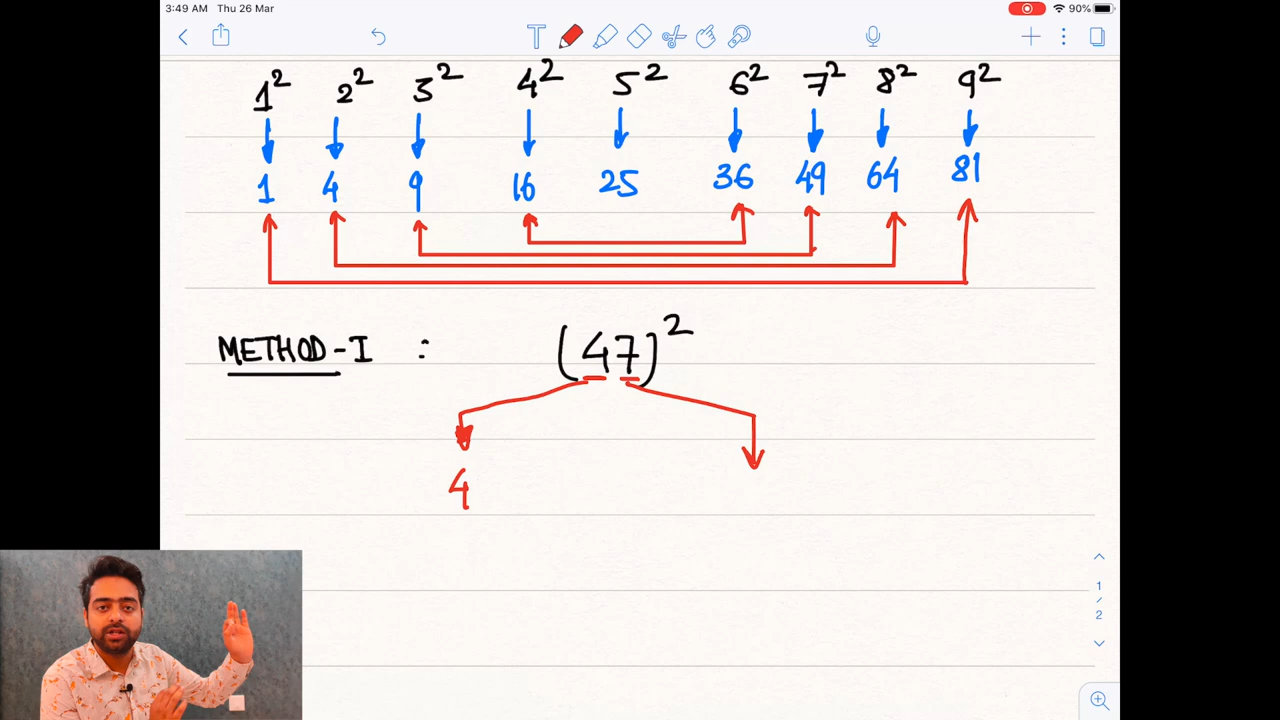 3:49 AM Thu 26 Mar 90%
T
1² 2² 3² 4² 5² 6² 7² 8² 9²
1 4 9 16 25 36 49 64 81
METHOD-I : (47)²
4
1
/
2